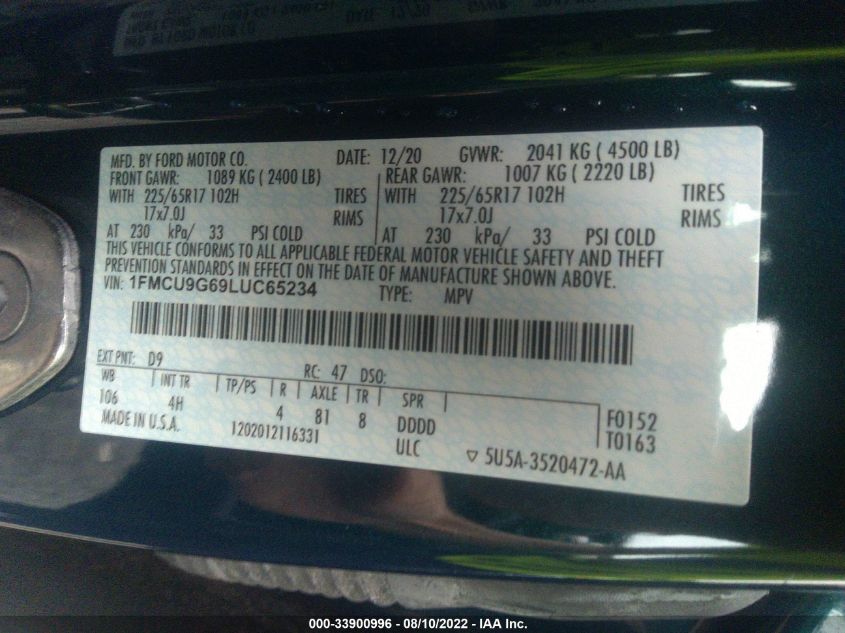 MFD. BY FORD MOTOR CO. DATE: 12/20 GVWR: 2041 KG ( 4500 LB)
FRONT GAWR: 1089 KG ( 2400 LB) REAR GAWR: 1007 KG ( 2220 LB)
WITH 225/65R17 102H TIRES WITH 225/65R17 102H TIRES
17x7.0J RIMS 17x7.0J RIMS
AT 230 kPa/ 33 PSI COLD AT 230 kPa/ 33 PSI COLD
THIS VEHICLE CONFORMS TO ALL APPLICABLE FEDERAL MOTOR VEHICLE SAFETY AND THEFT
PREVENTION STANDARDS IN EFFECT ON THE DATE OF MANUFACTURE SHOWN ABOVE.
VIN: 1FMCU9G69LUC65234 TYPE: MPV
EXT PNT: D9 RC: 47 DSO:
WB INT TR TP/PS R AXLE TR SPR
106 4H 4 81 8 DDDD F0152
MADE IN U.S.A. 1202012116331 ULC T0163
▽ 5U5A-3520472-AA
000-33900996 - 08/10/2022 - IAA Inc.